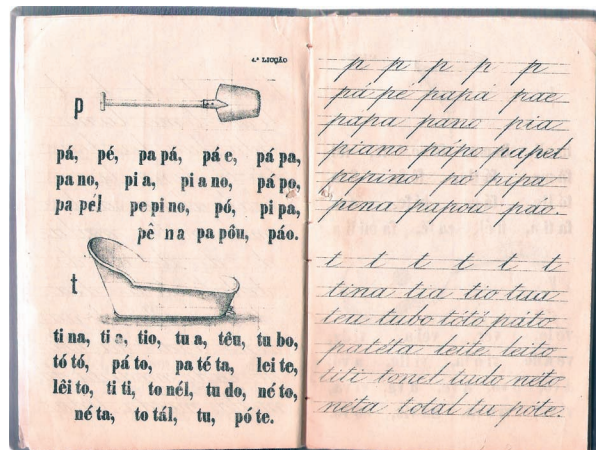 4.ª LICÇÃO
p
pá, pé, pa pá, pá e, pá pa,
pa no, pi a, pi a no, pá po,
pa pél pe pi no, pó, pi pa,
pê na pa pôu, páo.
t
ti na, ti a, tio, tu a, têu, tu bo,
tó tó, pá to, pa té ta, lei te,
lêi to, ti ti, to nél, tu do, né to,
né ta, to tál, tu, pó te.
p p p p p
pá pé papá pae
papa pano pia
piano pápo papel
pepino pó pipa
pena papou páo.
t t t t t t
tina tia tio tua
teu tubo tótó páto
patéta leite leito
titi tonel tudo néto
néta total tu póte.